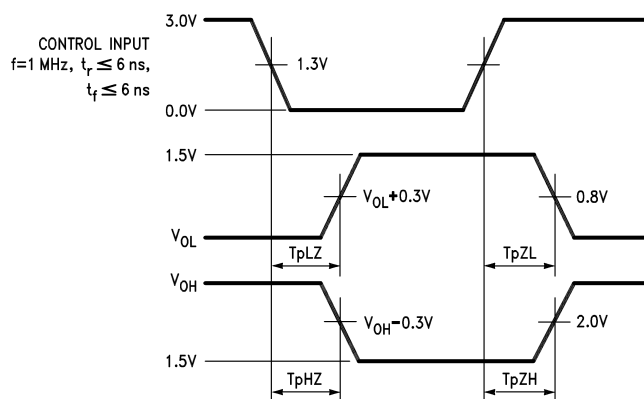 3.0V
CONTROL INPUT
f=1 MHz, tr ≤ 6 ns,
tf ≤ 6 ns
1.3V
0.0V
1.5V
VOL+0.3V
0.8V
VOL
TpLZ
TpZL
VOH
VOH−0.3V
2.0V
1.5V
TpHZ
TpZH